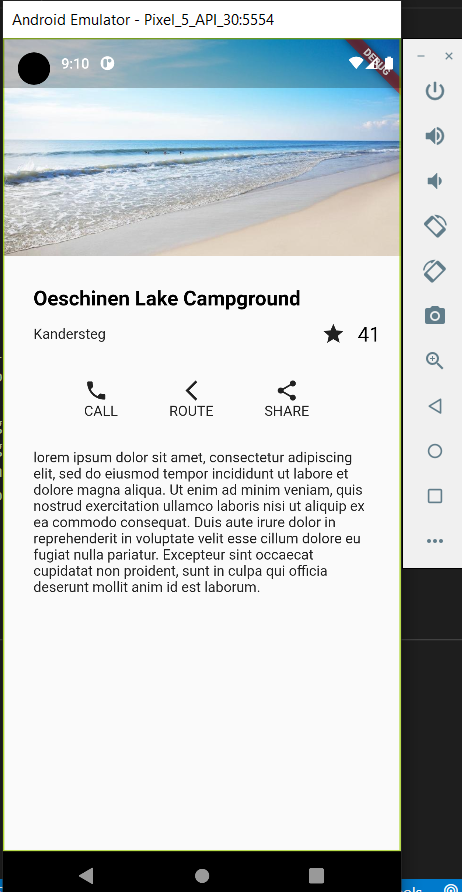 Android Emulator - Pixel_5_API_30:5554
9:10
DEBUG
Oeschinen Lake Campground
Kandersteg
41
CALL ROUTE SHARE
lorem ipsum dolor sit amet, consectetur adipiscing
elit, sed do eiusmod tempor incididunt ut labore et
dolore magna aliqua. Ut enim ad minim veniam, quis
nostrud exercitation ullamco laboris nisi ut aliquip ex
ea commodo consequat. Duis aute irure dolor in
reprehenderit in voluptate velit esse cillum dolore eu
fugiat nulla pariatur. Excepteur sint occaecat
cupidatat non proident, sunt in culpa qui officia
deserunt mollit anim id est laborum.